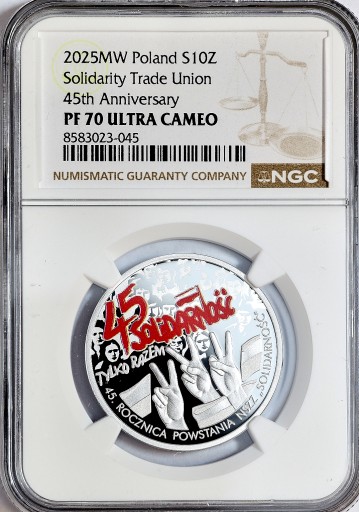 2025MW Poland S10Z
Solidarity Trade Union
45th Anniversary
PF 70 ULTRA CAMEO
8583023-045
NUMISMATIC GUARANTY COMPANY
NGC
45
SOLIDARNOŚĆ
TYLKO RAZEM
45. ROCZNICA POWSTANIA NSZZ „SOLIDARNOŚĆ”